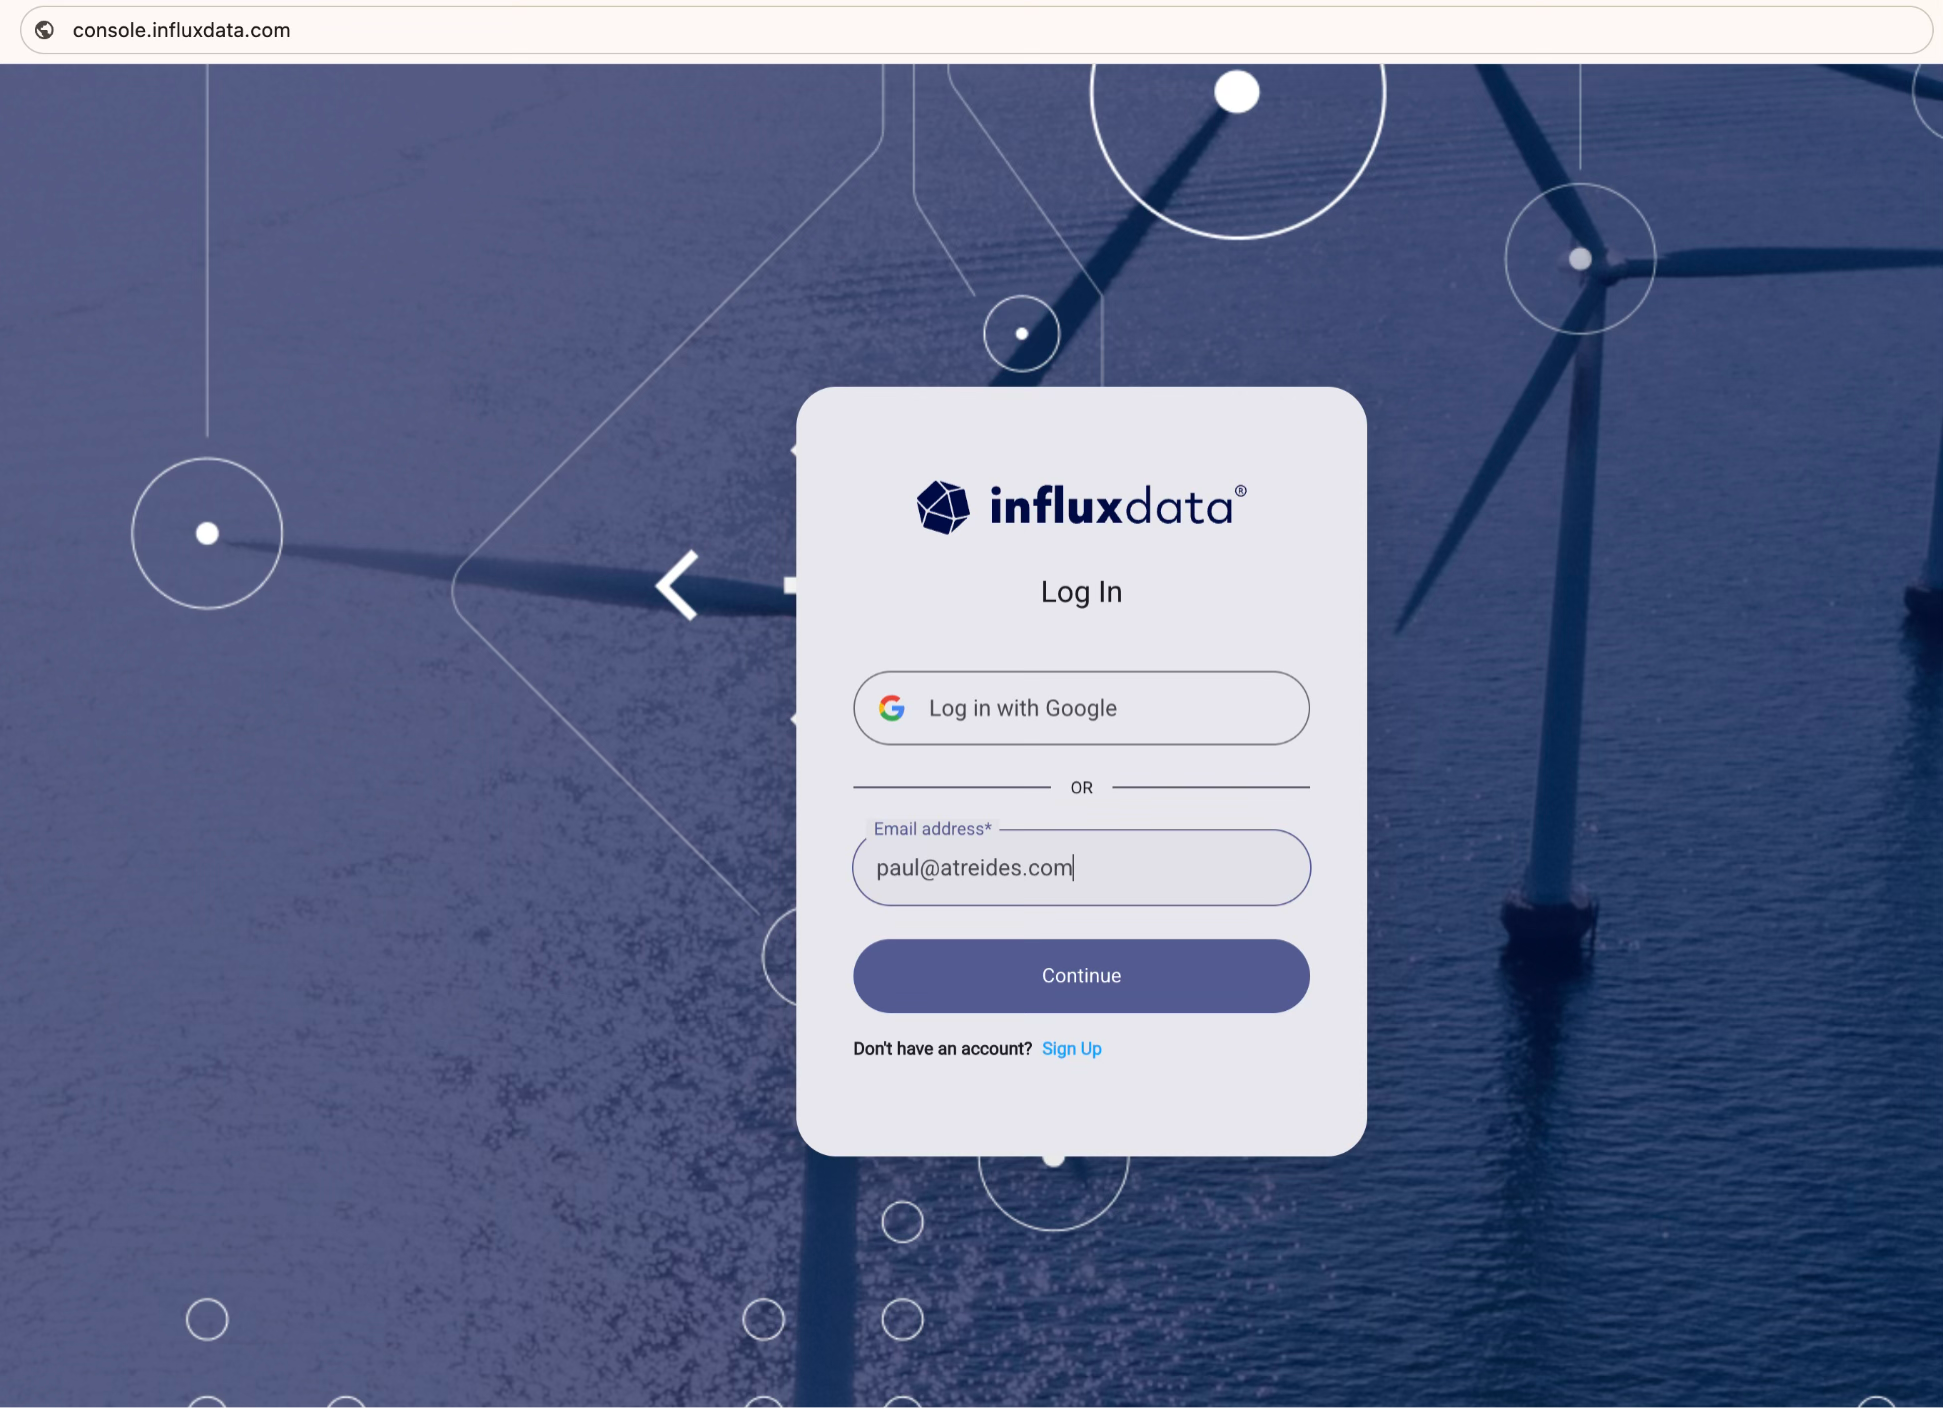 console.influxdata.com
influxdata®
Log In
Log in with Google
OR
Email address*
paul@atreides.com
Continue
Don't have an account? Sign Up